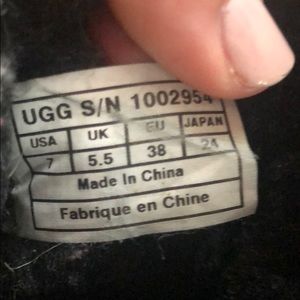 UGG S/N 1002954
USA UK EU JAPAN
7 5.5 38 24
Made In China
Fabrique en Chine